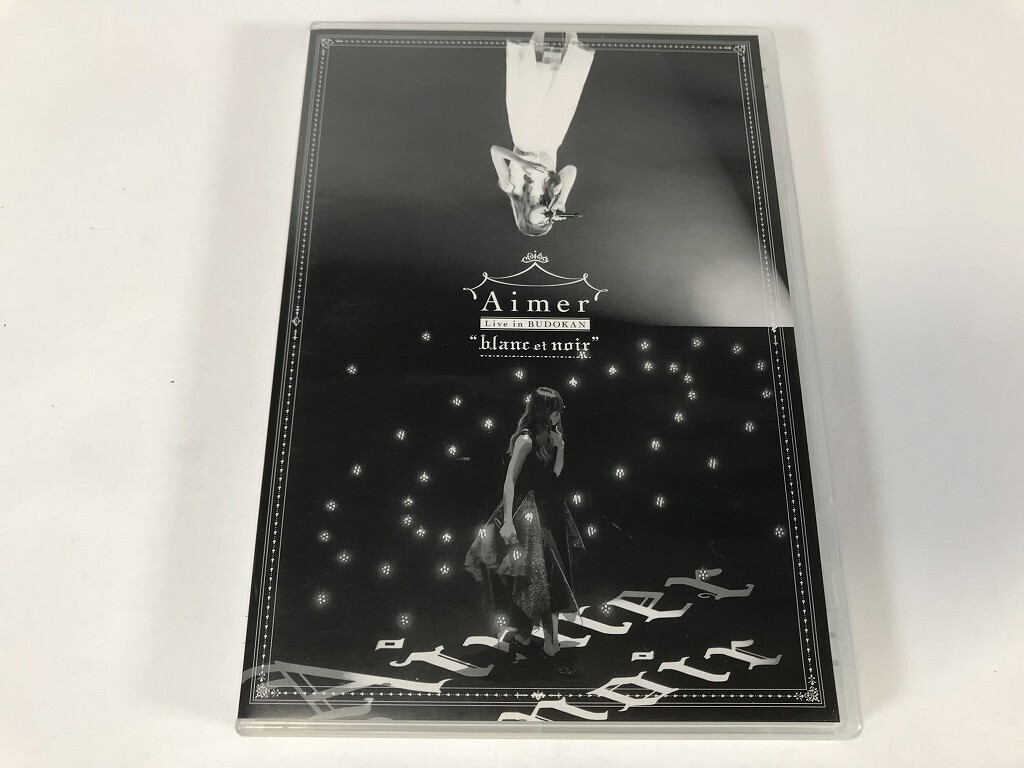 Aimer
Live in BUDOKAN
“blanc et noir”